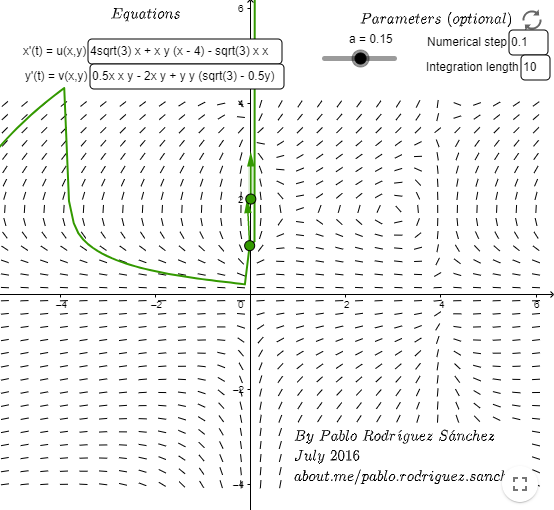 Equations
Parameters (optional)
a = 0.15
Numerical step 0.1
Integration length 10
x'(t) = u(x,y) 4sqrt(3) x + x y (x - 4) - sqrt(3) x x
y'(t) = v(x,y) 0.5x x y - 2x y + y y (sqrt(3) - 0.5y)
6
4
2
-4 -2 0 2 4 6
-2
-4
By Pablo Rodríguez Sánchez
July 2016
about.me/pablo.rodriguez.sanch